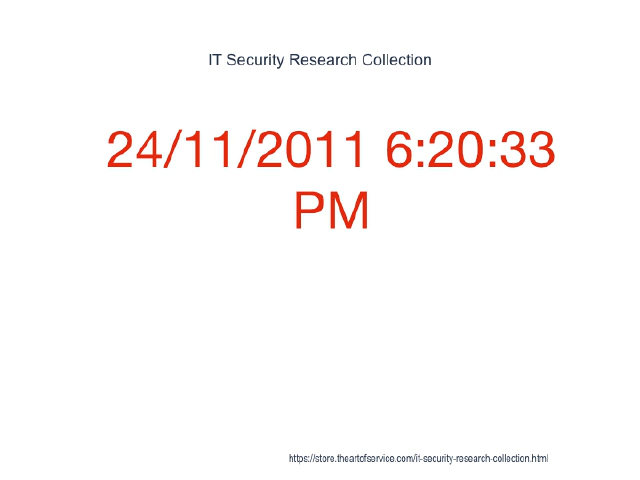 IT Security Research Collection
24/11/2011 6:20:33
PM
https://store.theartofservice.com/it-security-research-collection.html